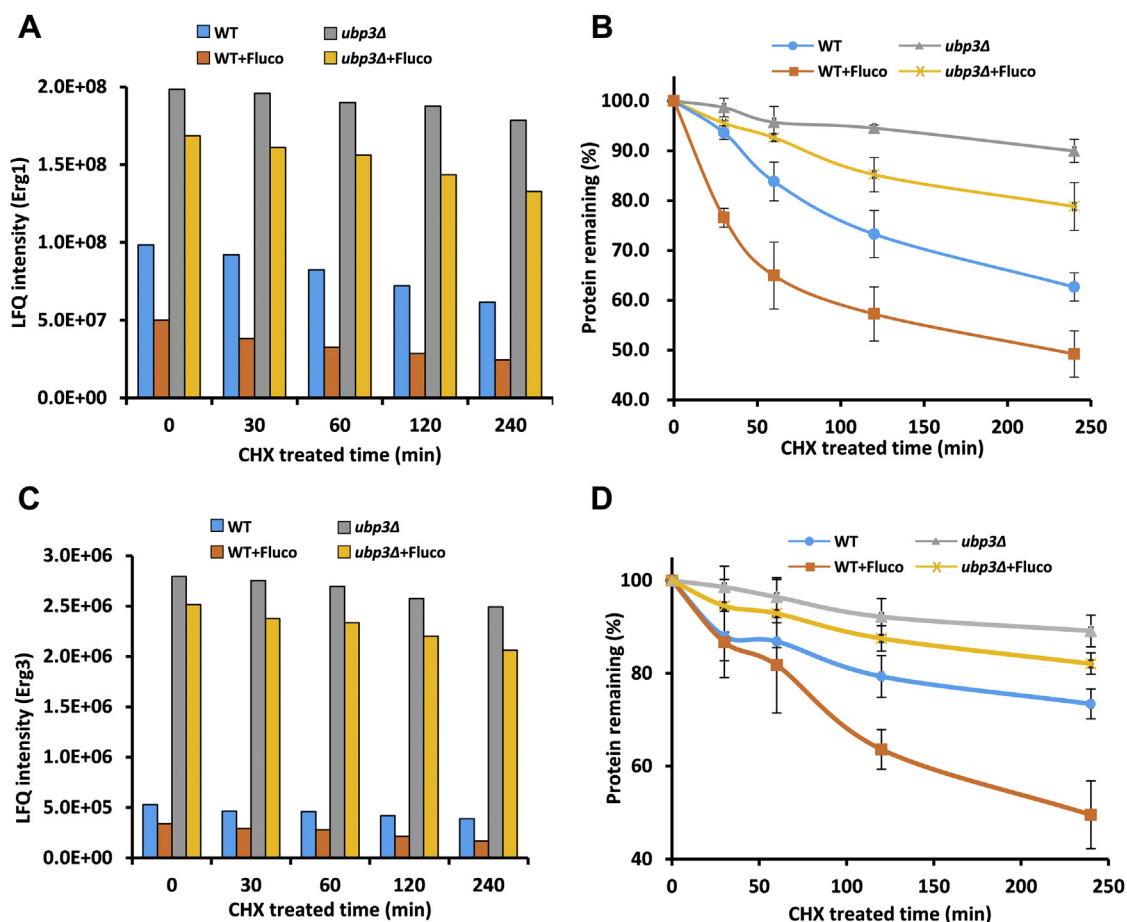 A
WT
ubp3Δ
WT+Fluco
ubp3Δ+Fluco
LFQ intensity (Erg1)
2.0E+08
1.5E+08
1.0E+08
5.0E+07
0.0E+00
0 30 60 120 240
CHX treated time (min)
B
WT
ubp3Δ
WT+Fluco
ubp3Δ+Fluco
Protein remaining (%)
100.0
90.0
80.0
70.0
60.0
50.0
40.0
0 50 100 150 200 250
CHX treated time (min)
C
WT
ubp3Δ
WT+Fluco
ubp3Δ+Fluco
LFQ intensity (Erg3)
3.0E+06
2.5E+06
2.0E+06
1.5E+06
1.0E+06
5.0E+05
0.0E+00
0 30 60 120 240
CHX treated time (min)
D
WT
ubp3Δ
WT+Fluco
ubp3Δ+Fluco
Protein remaining (%)
100
80
60
40
0 50 100 150 200 250
CHX treated time (min)